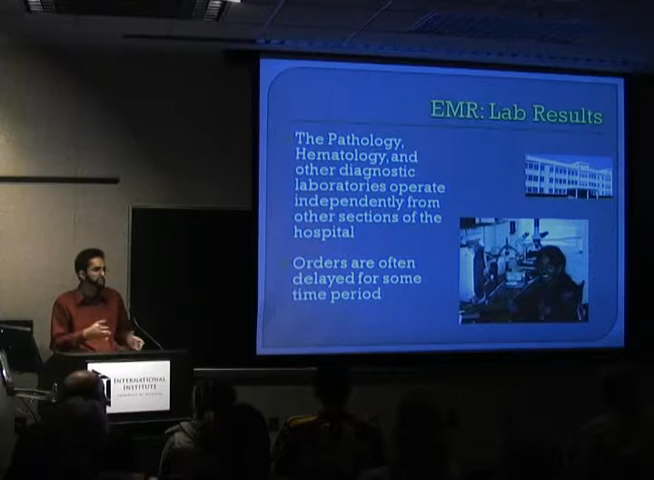 EMR: Lab Results
The Pathology,
Hematology, and
other diagnostic
laboratories operate
independently from
other sections of the
hospital
Orders are often
delayed for some
time period
INTERNATIONAL
INSTITUTE